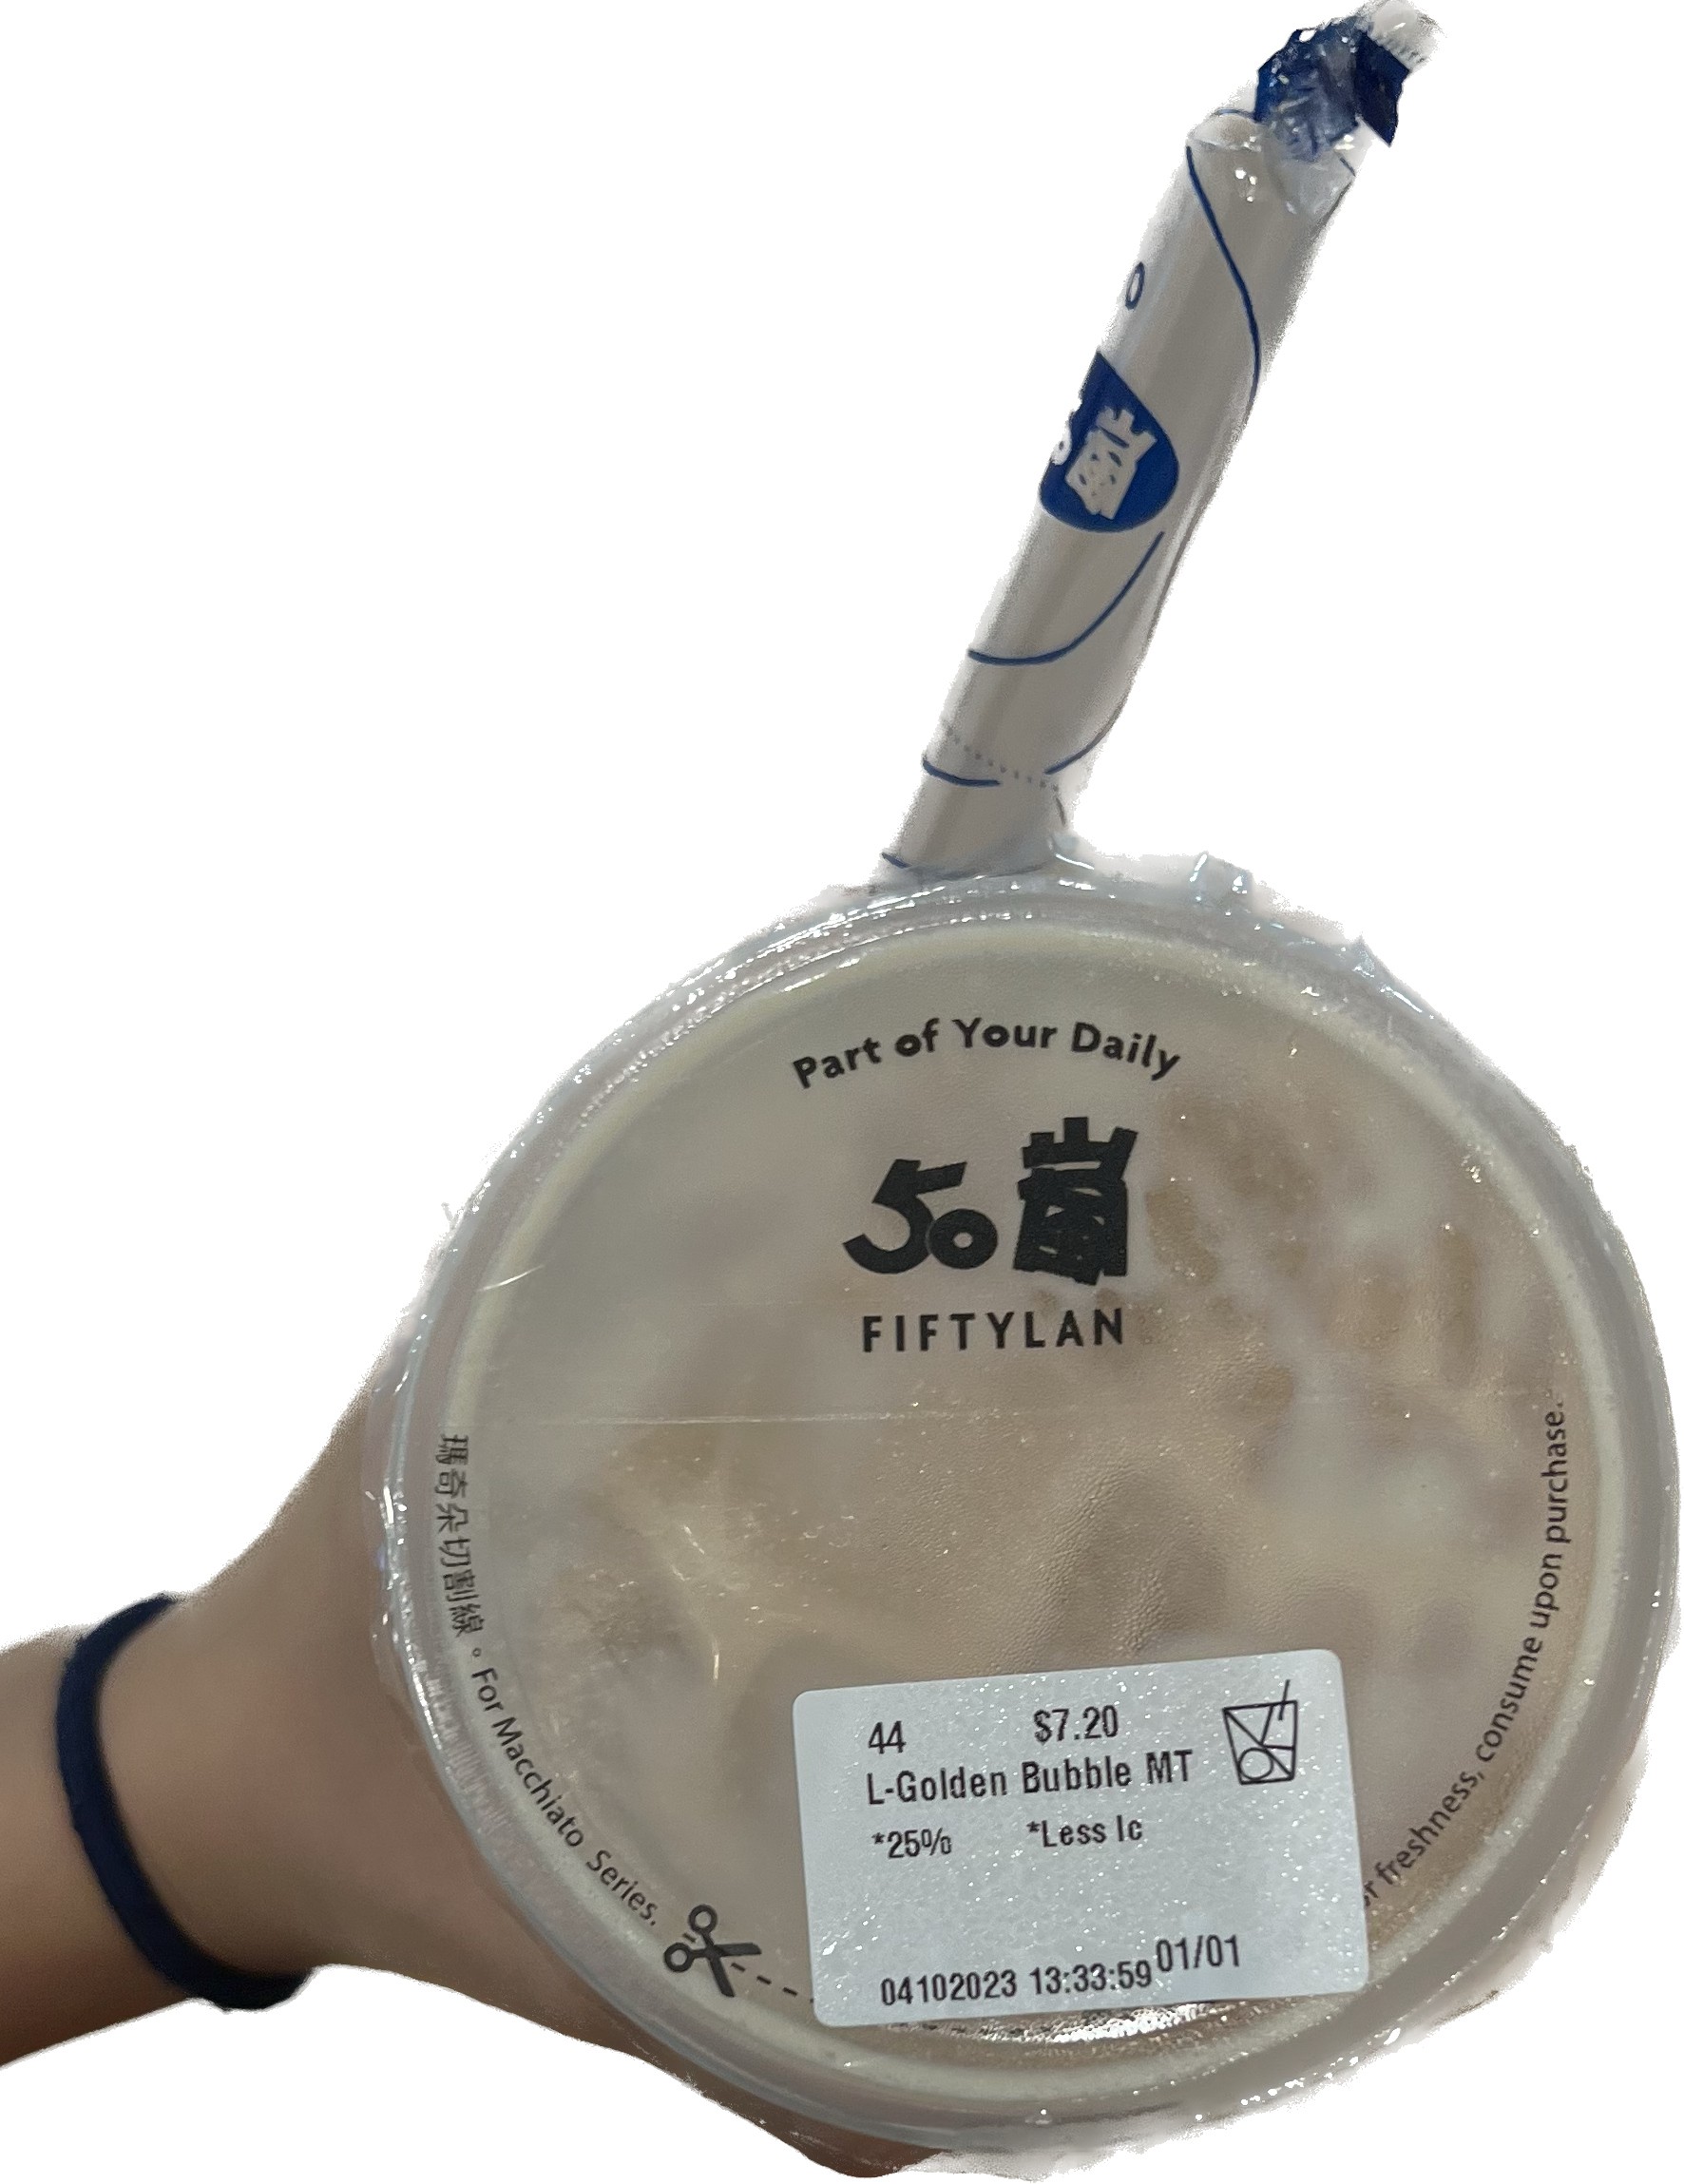 Part of Your Daily
50嵐
FIFTYLAN
瑪奇朵切割線。For Macchiato Series.
freshness, consume upon purchase.
44 $7.20
L-Golden Bubble MT
*25% *Less Ic
04102023 13:33:59 01/01